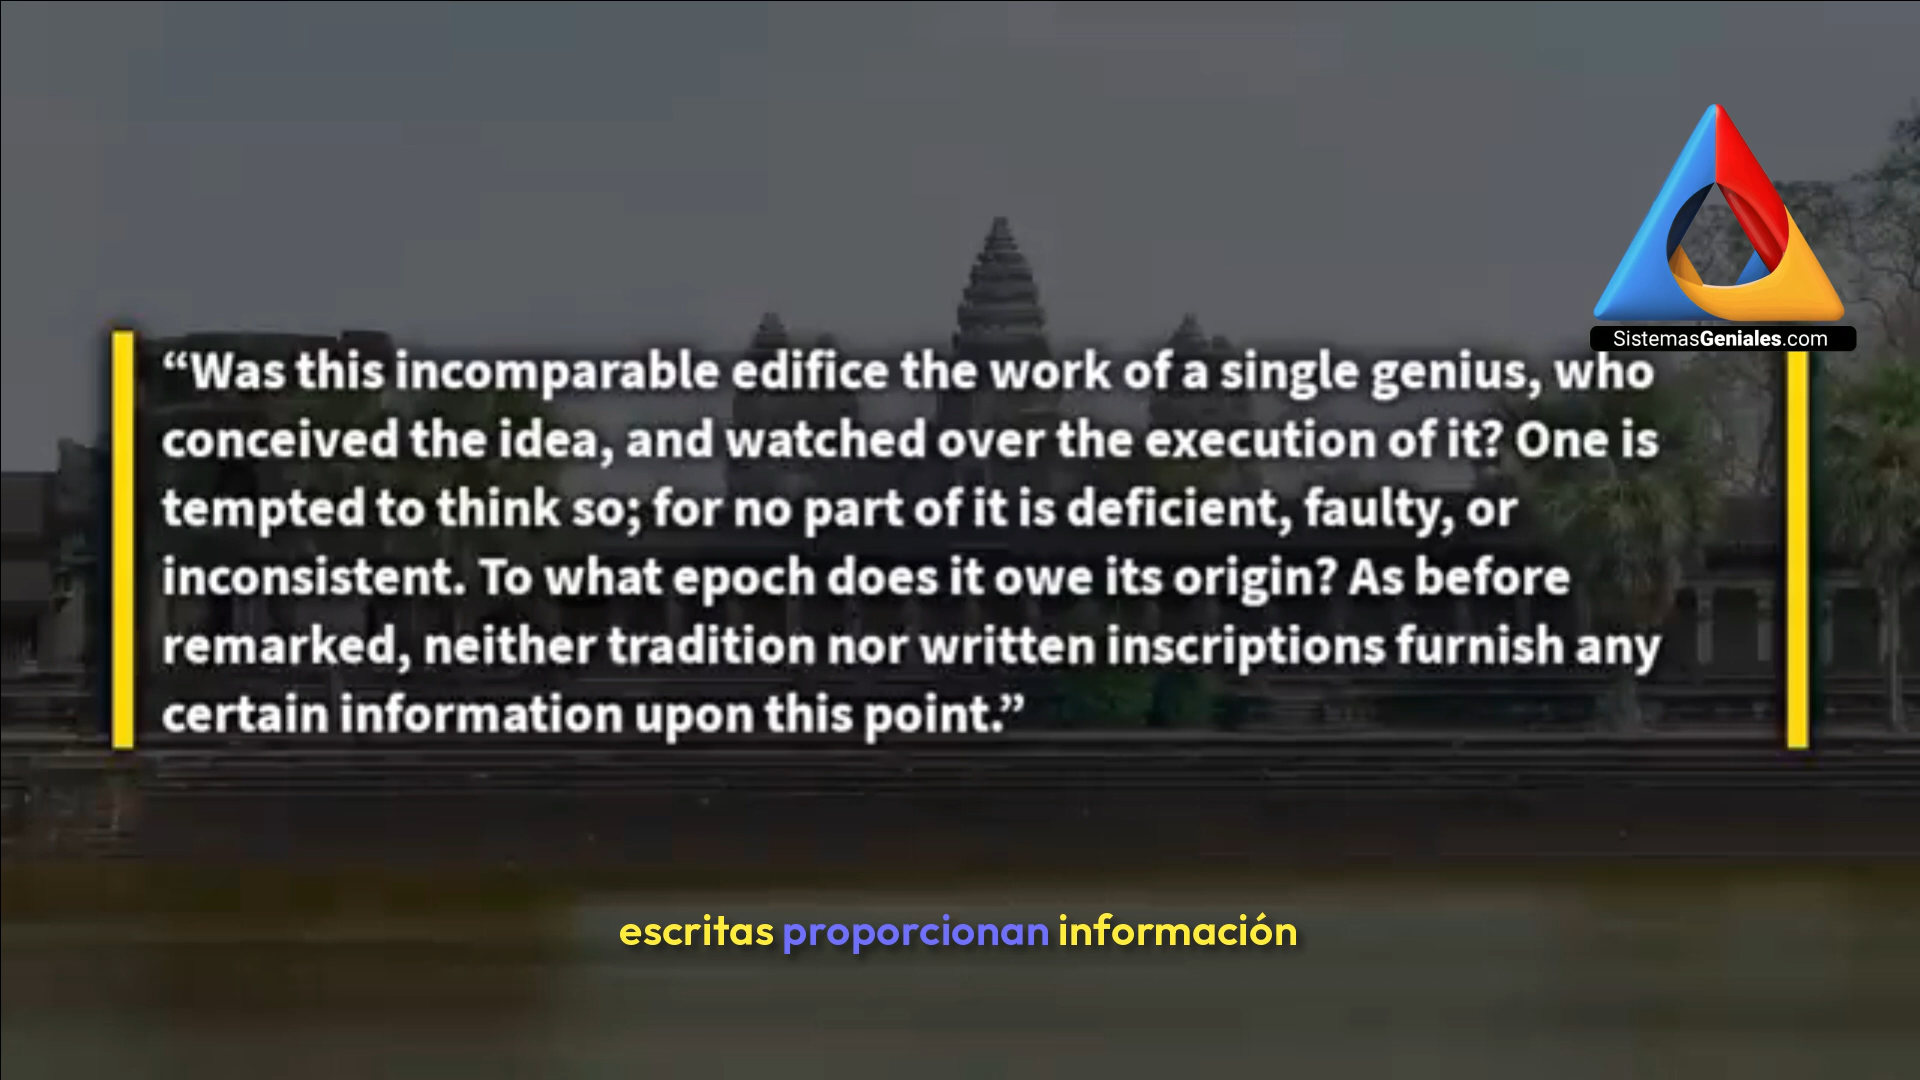 SistemasGeniales.com
“Was this incomparable edifice the work of a single genius, who
conceived the idea, and watched over the execution of it? One is
tempted to think so; for no part of it is deficient, faulty, or
inconsistent. To what epoch does it owe its origin? As before
remarked, neither tradition nor written inscriptions furnish any
certain information upon this point.”
escritas proporcionan información